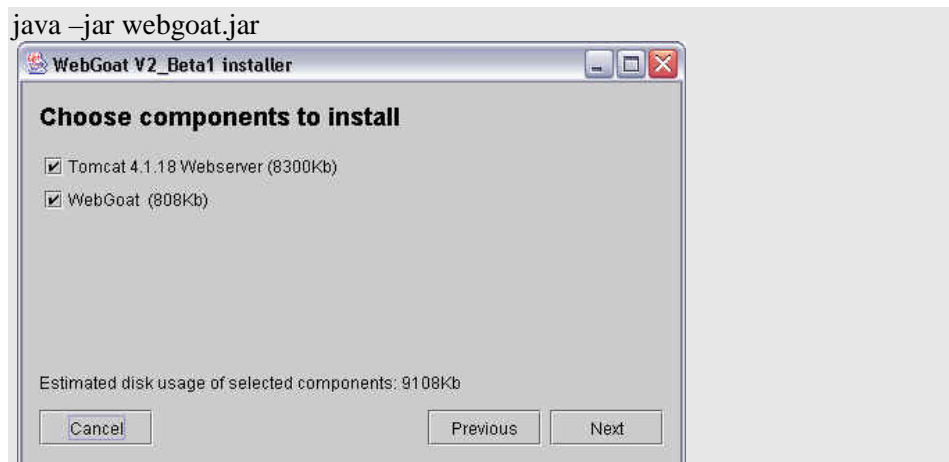 java –jar webgoat.jar
WebGoat V2_Beta1 installer
Choose components to install
Tomcat 4.1.18 Webserver (8300Kb)
WebGoat (808Kb)
Estimated disk usage of selected components: 9108Kb
Cancel Previous Next